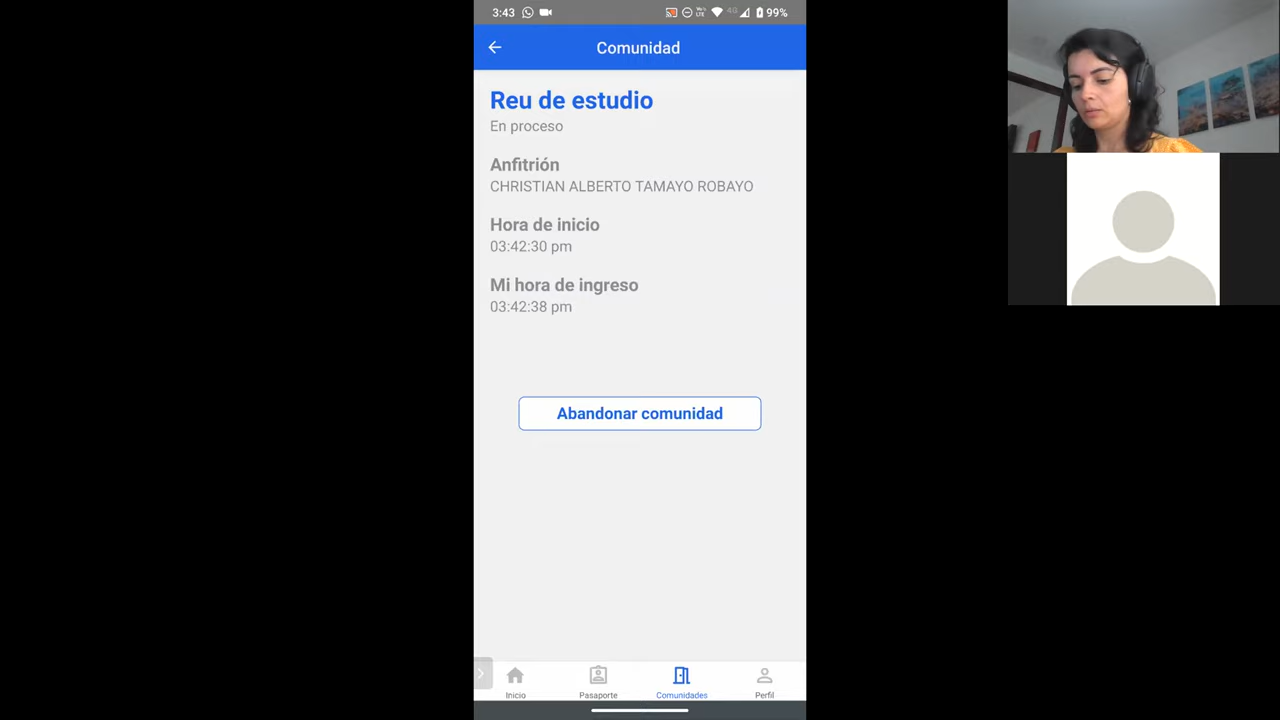 3:43
4G
99%
Comunidad
Reu de estudio
En proceso
Anfitrión
CHRISTIAN ALBERTO TAMAYO ROBAYO
Hora de inicio
03:42:30 pm
Mi hora de ingreso
03:42:38 pm
Abandonar comunidad
Inicio
Pasaporte
Comunidades
Perfil